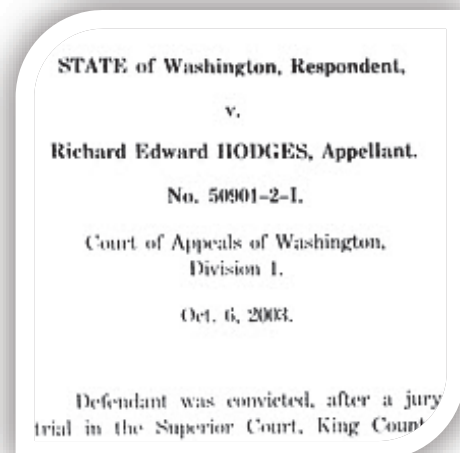 STATE of Washington, Respondent,
v.
Richard Edward HODGES, Appellant.
No. 50901-2-I.
Court of Appeals of Washington,
Division 1.
Oct. 6, 2003.
Defendant was convicted, after a jury
trial in the Superior Court, King